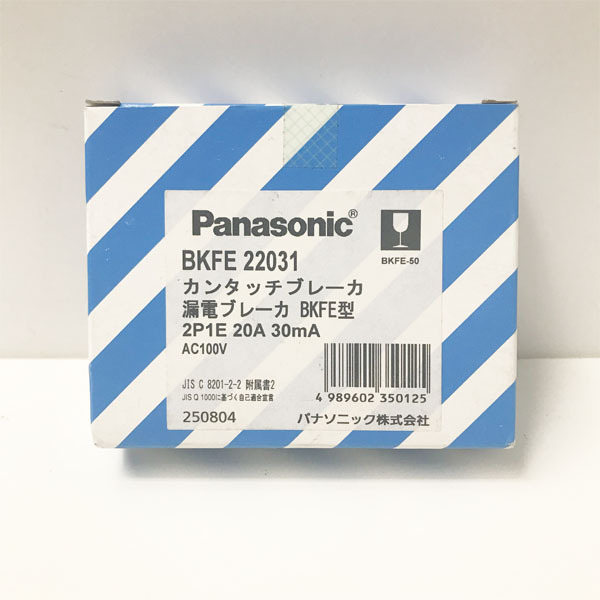 Panasonic®
BKFE-50
BKFE 22031
カンタッチブレーカ
漏電ブレーカ BKFE型
2P1E 20A 30mA
AC100V
JIS C 8201-2-2 附属書2
JIS Q 1000に基づく自己適合宣言
250804
4 989602 350125
パナソニック株式会社